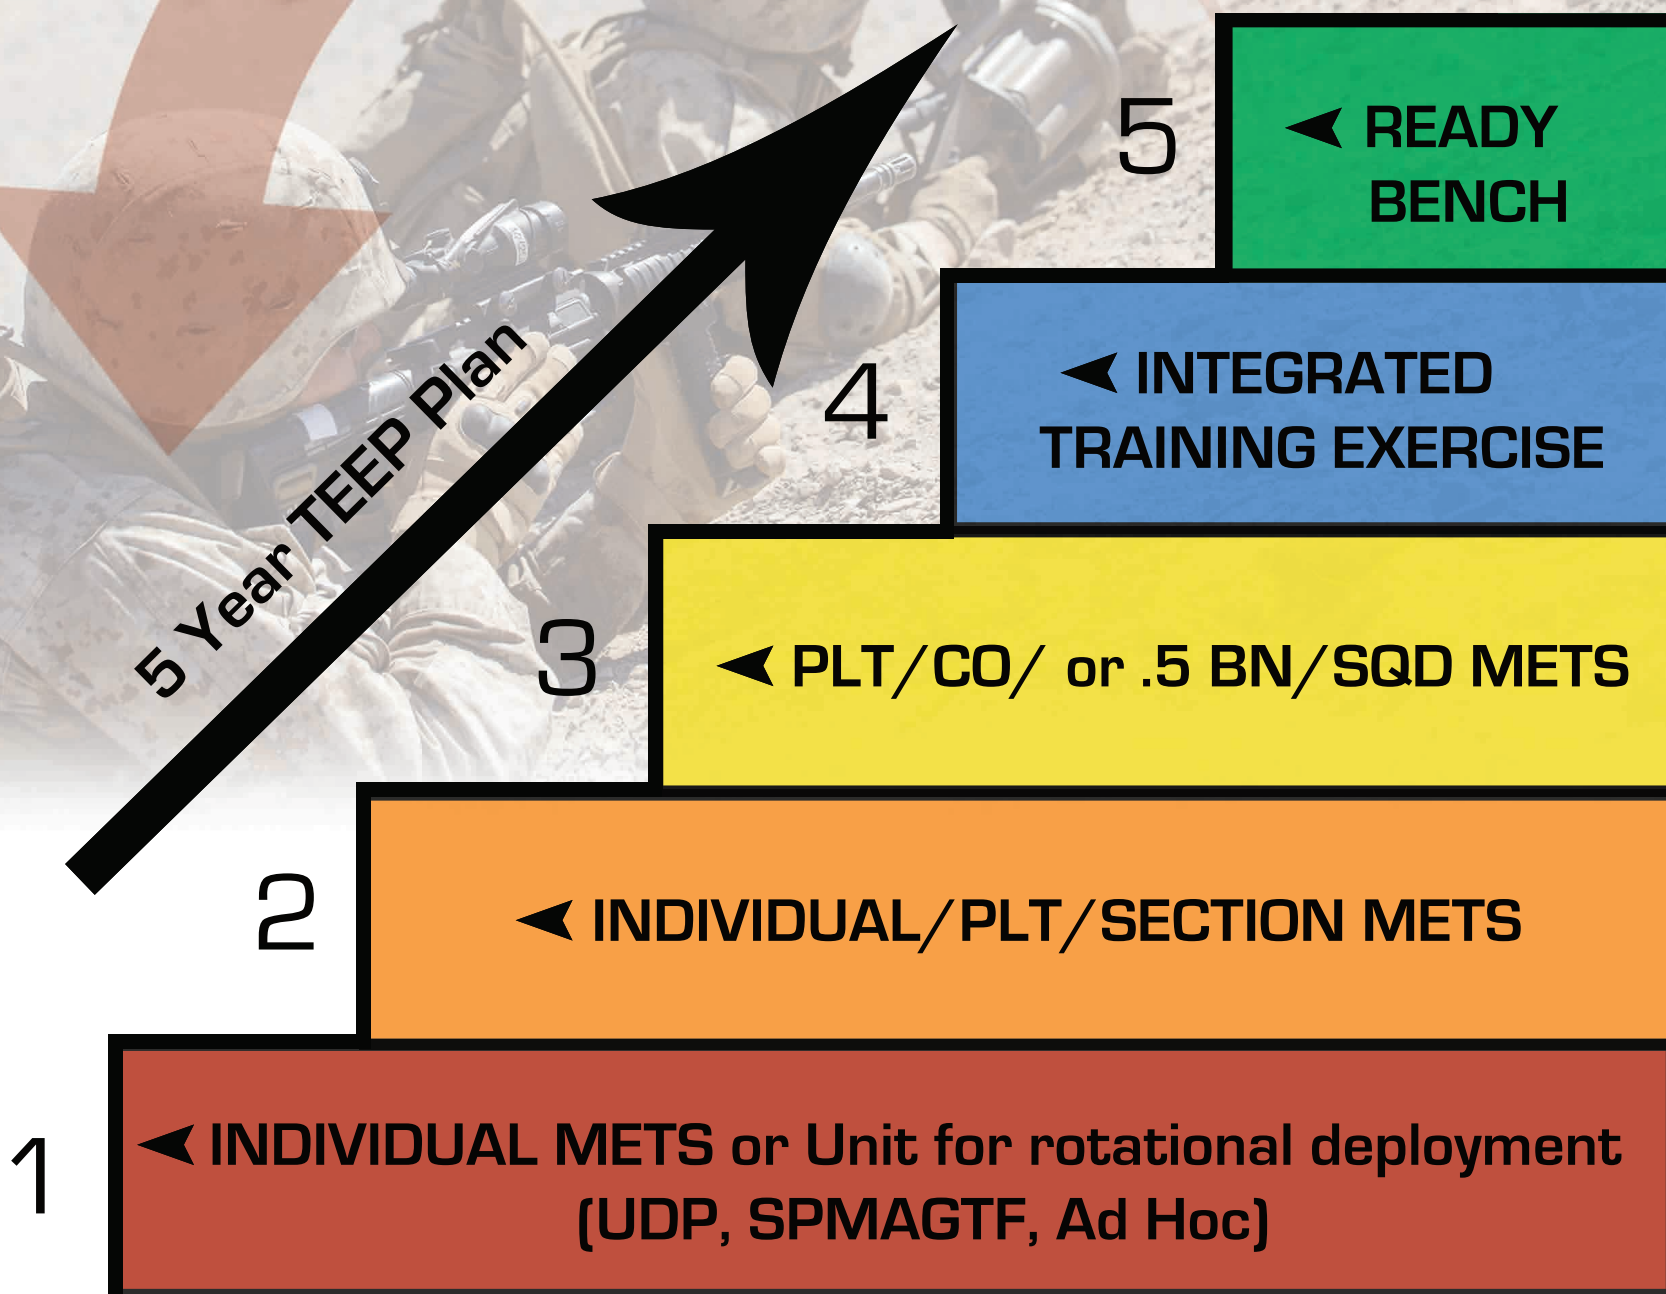 5
READY
BENCH
4
INTEGRATED
TRAINING EXERCISE
5 Year TEEP Plan
3
PLT/CO/ or .5 BN/SQD METS
2
INDIVIDUAL/PLT/SECTION METS
1
INDIVIDUAL METS or Unit for rotational deployment
(UDP, SPMAGTF, Ad Hoc)